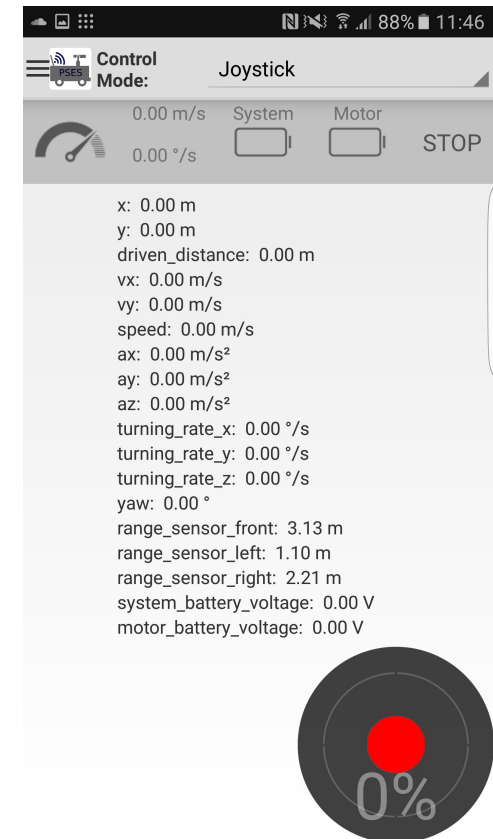 88% 11:46
PSES
Control
Mode:
Joystick
0.00 m/s
0.00 °/s
System
Motor
STOP
x: 0.00 m
y: 0.00 m
driven_distance: 0.00 m
vx: 0.00 m/s
vy: 0.00 m/s
speed: 0.00 m/s
ax: 0.00 m/s²
ay: 0.00 m/s²
az: 0.00 m/s²
turning_rate_x: 0.00 °/s
turning_rate_y: 0.00 °/s
turning_rate_z: 0.00 °/s
yaw: 0.00 °
range_sensor_front: 3.13 m
range_sensor_left: 1.10 m
range_sensor_right: 2.21 m
system_battery_voltage: 0.00 V
motor_battery_voltage: 0.00 V
0%